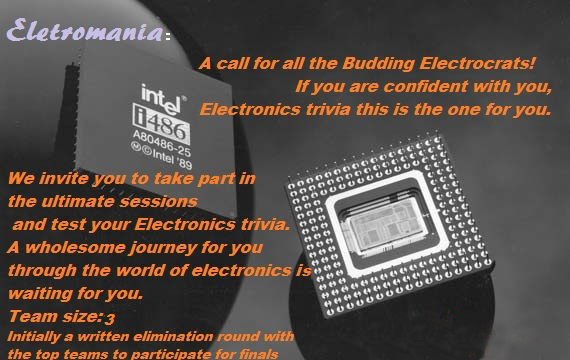 Eletromania:
A call for all the Budding Electrocrats!
If you are confident with you,
Electronics trivia this is the one for you.
intel
i486
A80486-25
ⓂⒸIntel '89
We invite you to take part in
the ultimate sessions
and test your Electronics trivia.
A wholesome journey for you
through the world of electronics is
waiting for you.
Team size: 3
Initially a written elimination round with
the top teams to participate for finals